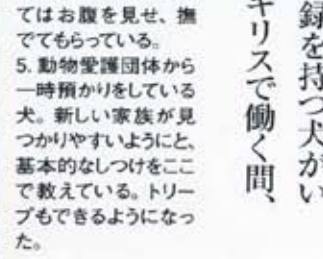 てはお腹を見せ、撫
でてもらっている。
5. 動物愛護団体から
一時預かりをしている
犬。新しい家族が見
つかりやすいようにと、
基本的なしつけをここ
で教えている。トリー
プもできるようになっ
た。
録を持つ犬がい
キリスで働く間、